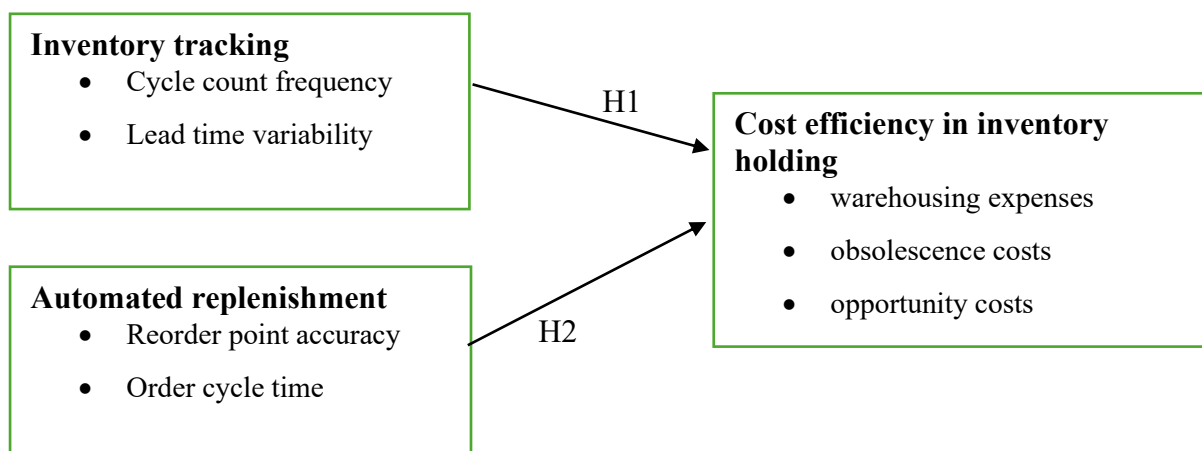 Inventory tracking
• Cycle count frequency
• Lead time variability
H1
Cost efficiency in inventory
holding
• warehousing expenses
• obsolescence costs
• opportunity costs
Automated replenishment
• Reorder point accuracy
• Order cycle time
H2